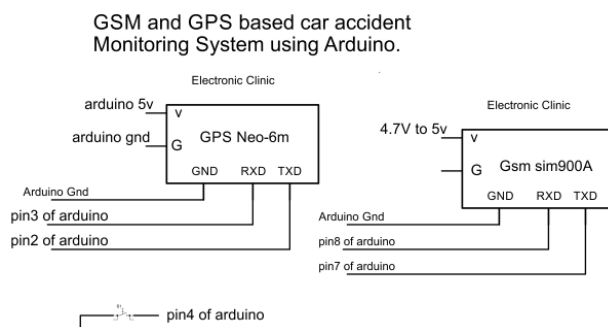 GSM and GPS based car accident
Monitoring System using Arduino.
Electronic Clinic
arduino 5v
v
arduino gnd
G
GPS Neo-6m
GND RXD TXD
Arduino Gnd
pin3 of arduino
pin2 of arduino
Electronic Clinic
4.7V to 5v
v
G
Gsm sim900A
GND RXD TXD
Arduino Gnd
pin8 of arduino
pin7 of arduino
pin4 of arduino